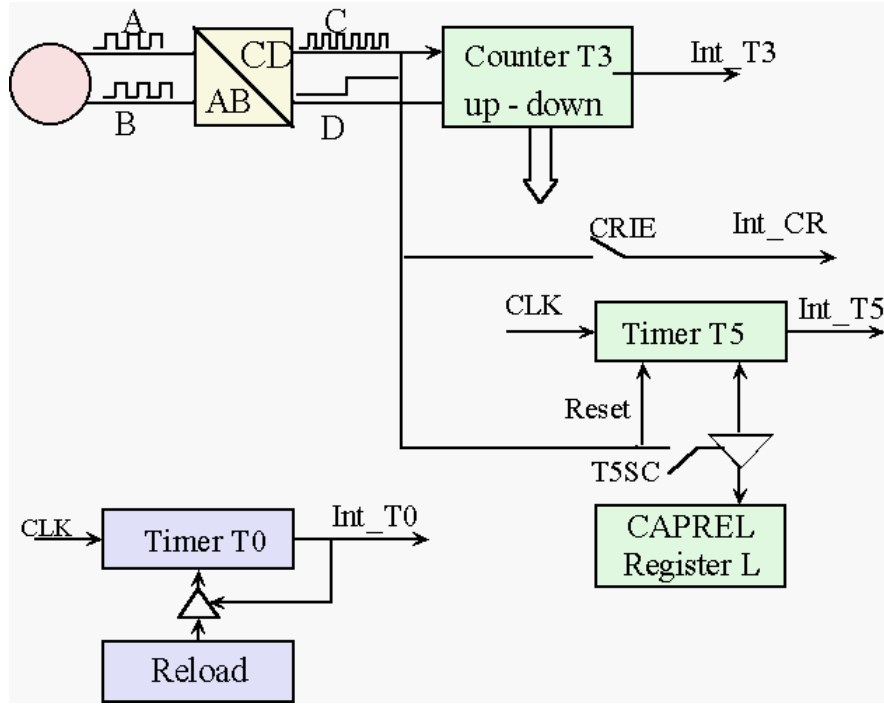 A
C
CD
AB
B
D
Counter T3
up - down
Int_T3
CRIE
Int_CR
CLK
Timer T5
Int_T5
Reset
T5SC
CAPREL
Register L
CLK
Timer T0
Int_T0
Reload